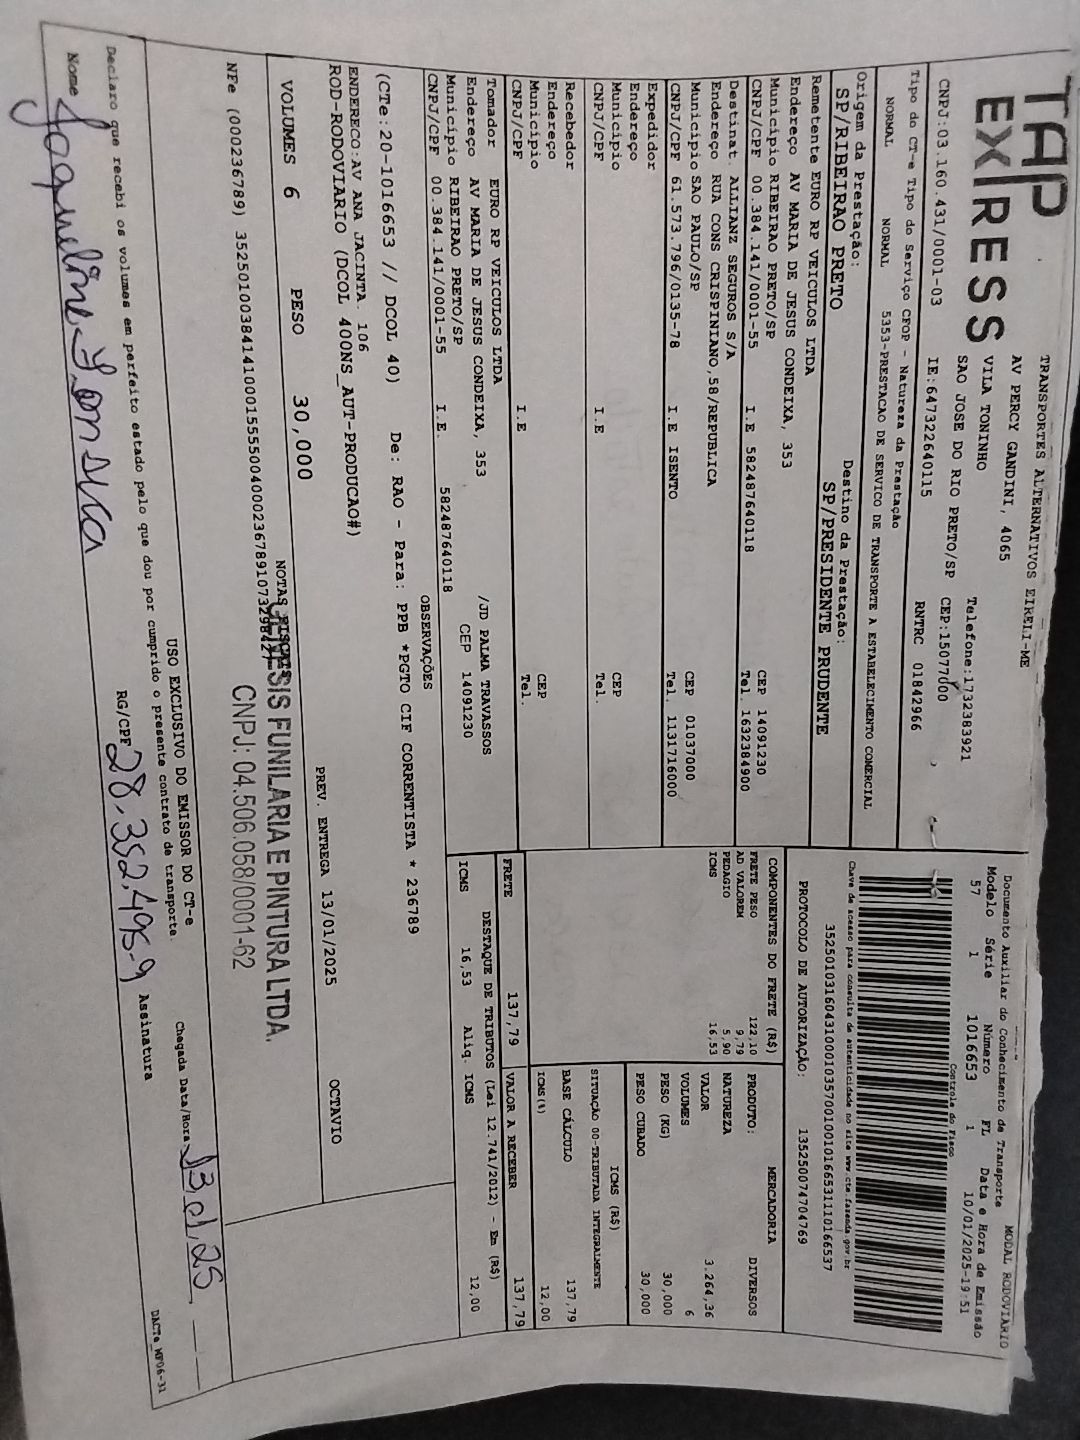 TAP
EXPRESS
TRANSPORTES ALTERNATIVOS EIRELI-ME
AV PERCY GANDINI, 4065
VILA TONINHO Telefone:1732383921
SAO JOSE DO RIO PRETO/SP CEP:15077000
CNPJ:03.160.431/0001-03 IE:647322640115 RNTRC 01842966
Documento Auxiliar do Conhecimento de Transporte MODAL RODOVIARIO
Modelo Série Número FL Data e Hora de Emissão
57 1 1016653 1 10/01/2025-19:51
Controle do Fisco
Chave de acesso para consulta de autenticidade no site www.cte.fazenda.gov.br
35250103160431000103570010010166531110166537
PROTOCOLO DE AUTORIZAÇÃO: 135250074704769
Tipo do CT-e Tipo do Serviço CFOP - Natureza da Prestação
NORMAL NORMAL 5353-PRESTACAO DE SERVICO DE TRANSPORTE A ESTABELECIMENTO COMERCIAL
Origem da Prestação: Destino da Prestação:
SP/RIBEIRAO PRETO SP/PRESIDENTE PRUDENTE
Remetente EURO RP VEICULOS LTDA
Endereço AV MARIA DE JESUS CONDEIXA, 353
Município RIBEIRAO PRETO/SP CEP 14091230
CNPJ/CPF 00.384.141/0001-55 I.E 582487640118 Tel. 1632384900
Destinat. ALLIANZ SEGUROS S/A
Endereço RUA CONS CRISPINIANO,58/REPUBLICA
Município SAO PAULO/SP CEP 01037000
CNPJ/CPF 61.573.796/0135-78 I.E ISENTO Tel. 1131716000
Expedidor
Endereço
Município CEP
CNPJ/CPF I.E Tel.
Recebedor
Endereço
Município CEP
CNPJ/CPF I.E Tel.
Tomador EURO RP VEICULOS LTDA
Endereço AV MARIA DE JESUS CONDEIXA, 353 /JD PALMA TRAVASSOS
Município RIBEIRAO PRETO/SP CEP 14091230
CNPJ/CPF 00.384.141/0001-55 I.E. 582487640118
COMPONENTES DO FRETE (R$)
FRETE PESO 122,10
AD VALOREM 9,79
PEDAGIO 5,90
ICMS 16,53
MERCADORIA
PRODUTO: DIVERSOS
NATUREZA
VALOR 3.264,36
VOLUMES 6
PESO (KG) 30,000
PESO CUBADO 30,000
ICMS (R$)
SITUAÇÃO 00-TRIBUTADA INTEGRALMENTE
BASE CÁLCULO 137,79
ICMS(%) 12,00
FRETE 137,79 VALOR A RECEBER 137,79
DESTAQUE DE TRIBUTOS (Lei 12.741/2012) - Em (R$)
ICMS 16,53 Aliq. ICMS 12,00
OBSERVAÇÕES
(CTe:20-1016653 // DCOL 40) De: RAO - Para: PPB *PGTO CIF CORRENTISTA * 236789
ENDERECO:AV ANA JACINTA. 106
ROD-RODOVIARIO (DCOL 400NS_AUT-PRODUCAO#)
PREV. ENTREGA 13/01/2025 OCTAVIO
VOLUMES 6 PESO 30,000
NOTAS FISCAIS
NFe (000236789) 35250100384141000155550040002367891073298427
GENESIS FUNILARIA E PINTURA LTDA.
CNPJ: 04.506.058/0001-62
USO EXCLUSIVO DO EMISSOR DO CT-e
Declaro que recebi os volumes em perfeito estado pelo que dou por cumprido o presente contrato de transporte.
Chegada Data/Hora 13,01,25
Nome Jaqueline Fonseca RG/CPF 28.352.495-9 Assinatura
DACTe_MP06-31